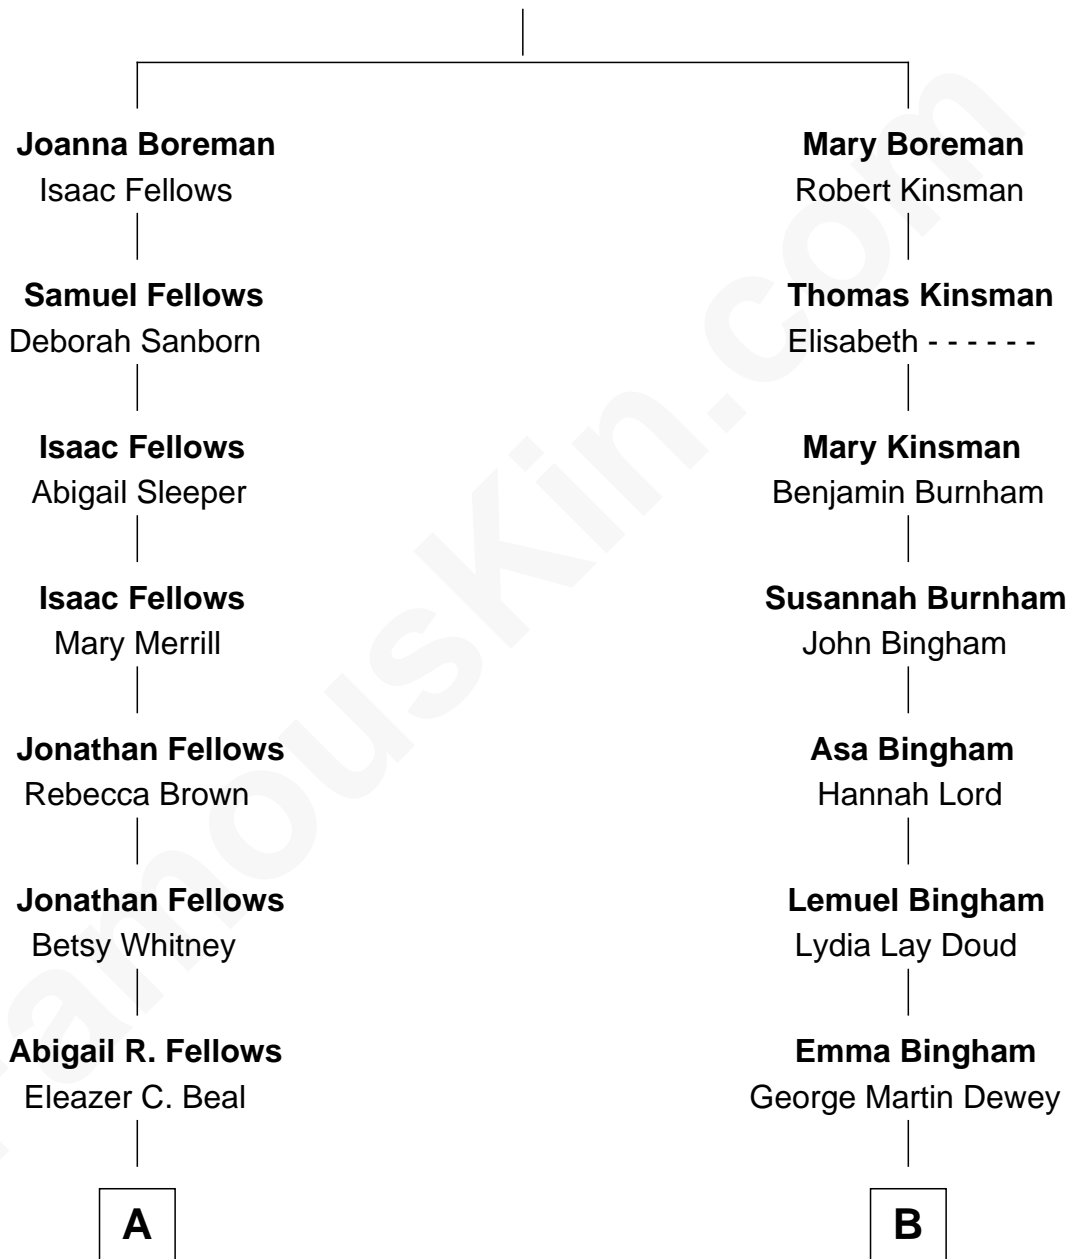 Joanna Boreman
Isaac Fellows
Samuel Fellows
Deborah Sanborn
Isaac Fellows
Abigail Sleeper
Isaac Fellows
Mary Merrill
Jonathan Fellows
Rebecca Brown
Jonathan Fellows
Betsy Whitney
Abigail R. Fellows
Eleazer C. Beal
A
Mary Boreman
Robert Kinsman
Thomas Kinsman
Elisabeth - - - - - -
Mary Kinsman
Benjamin Burnham
Susannah Burnham
John Bingham
Asa Bingham
Hannah Lord
Lemuel Bingham
Lydia Lay Doud
Emma Bingham
George Martin Dewey
B
FamousKin.com